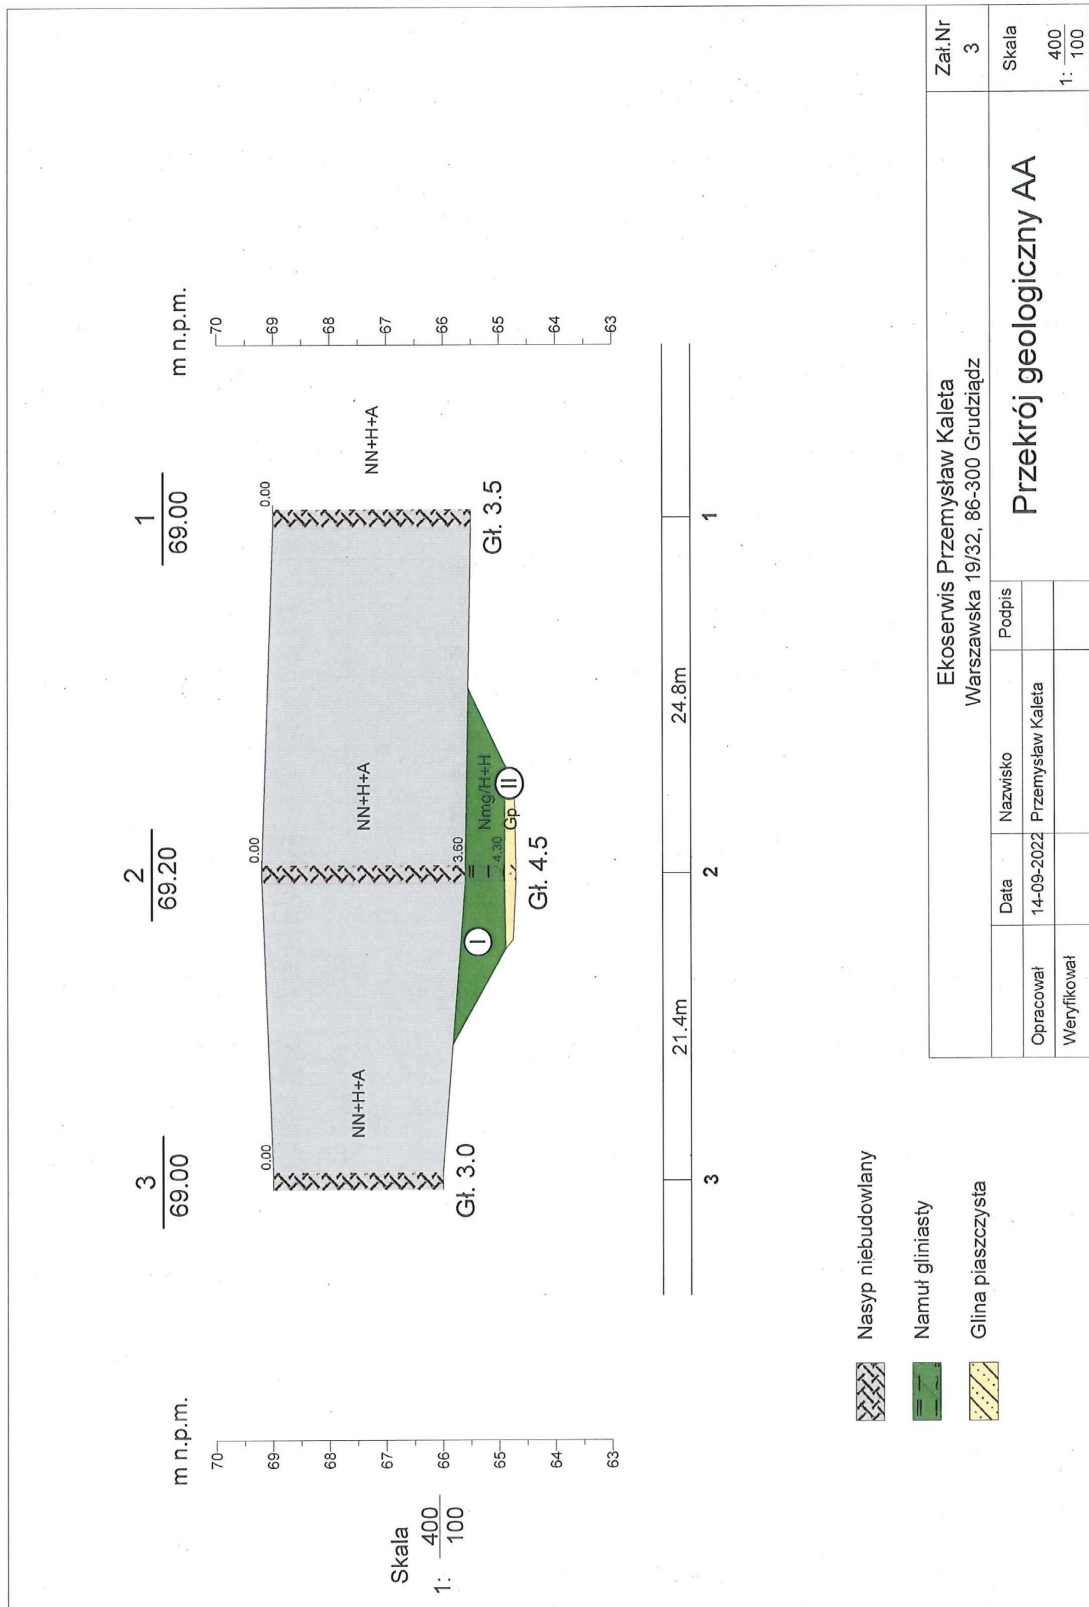 3
69.00
2
69.20
1
69.00
m n.p.m.
m n.p.m.
Skala
1: 400
100
70
69
68
67
66
65
64
63
0.00
0.00
0.00
NN+H+A
NN+H+A
NN+H+A
3.60
Nmg/H+H
4.30
Gp
I
II
Gł. 3.0
Gł. 4.5
Gł. 3.5
70
69
68
67
66
65
64
63
21.4m
24.8m
3
2
1
Nasyp niebudowlany
Namuł gliniasty
Glina piaszczysta
Ekoserwis Przemysław Kaleta
Warszawska 19/32, 86-300 Grudziądz
Zał.Nr
3
Data
Nazwisko
Podpis
Opracował
14-09-2022
Przemysław Kaleta
Weryfikował
Przekrój geologiczny AA
Skala
1: 400
100